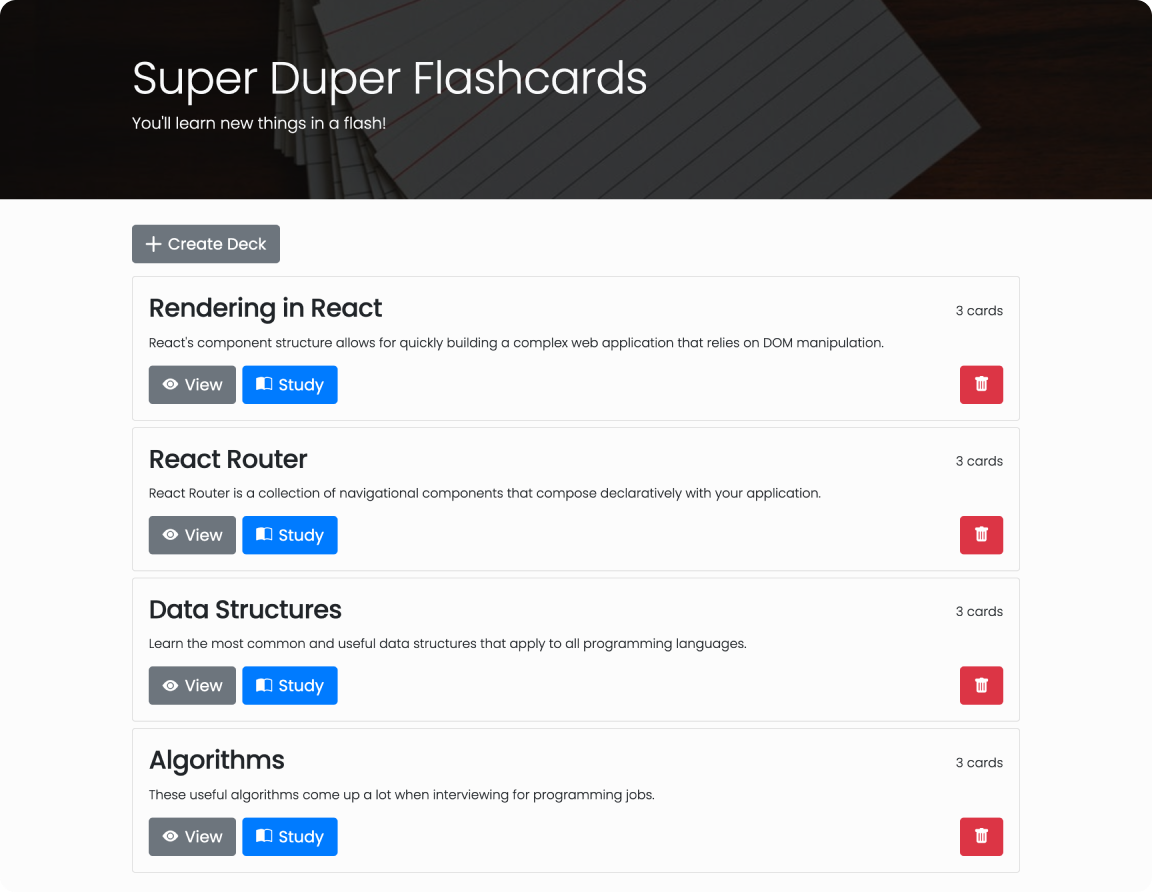 Super Duper Flashcards
You'll learn new things in a flash!
Create Deck
Rendering in React
3 cards
React's component structure allows for quickly building a complex web application that relies on DOM manipulation.
View
Study
React Router
3 cards
React Router is a collection of navigational components that compose declaratively with your application.
View
Study
Data Structures
3 cards
Learn the most common and useful data structures that apply to all programming languages.
View
Study
Algorithms
3 cards
These useful algorithms come up a lot when interviewing for programming jobs.
View
Study